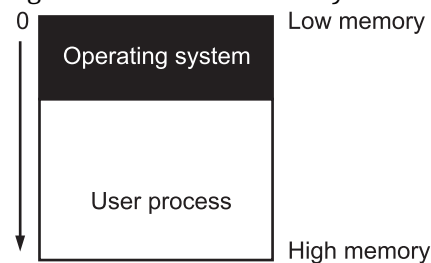 0
Low memory
Operating system
User process
High memory